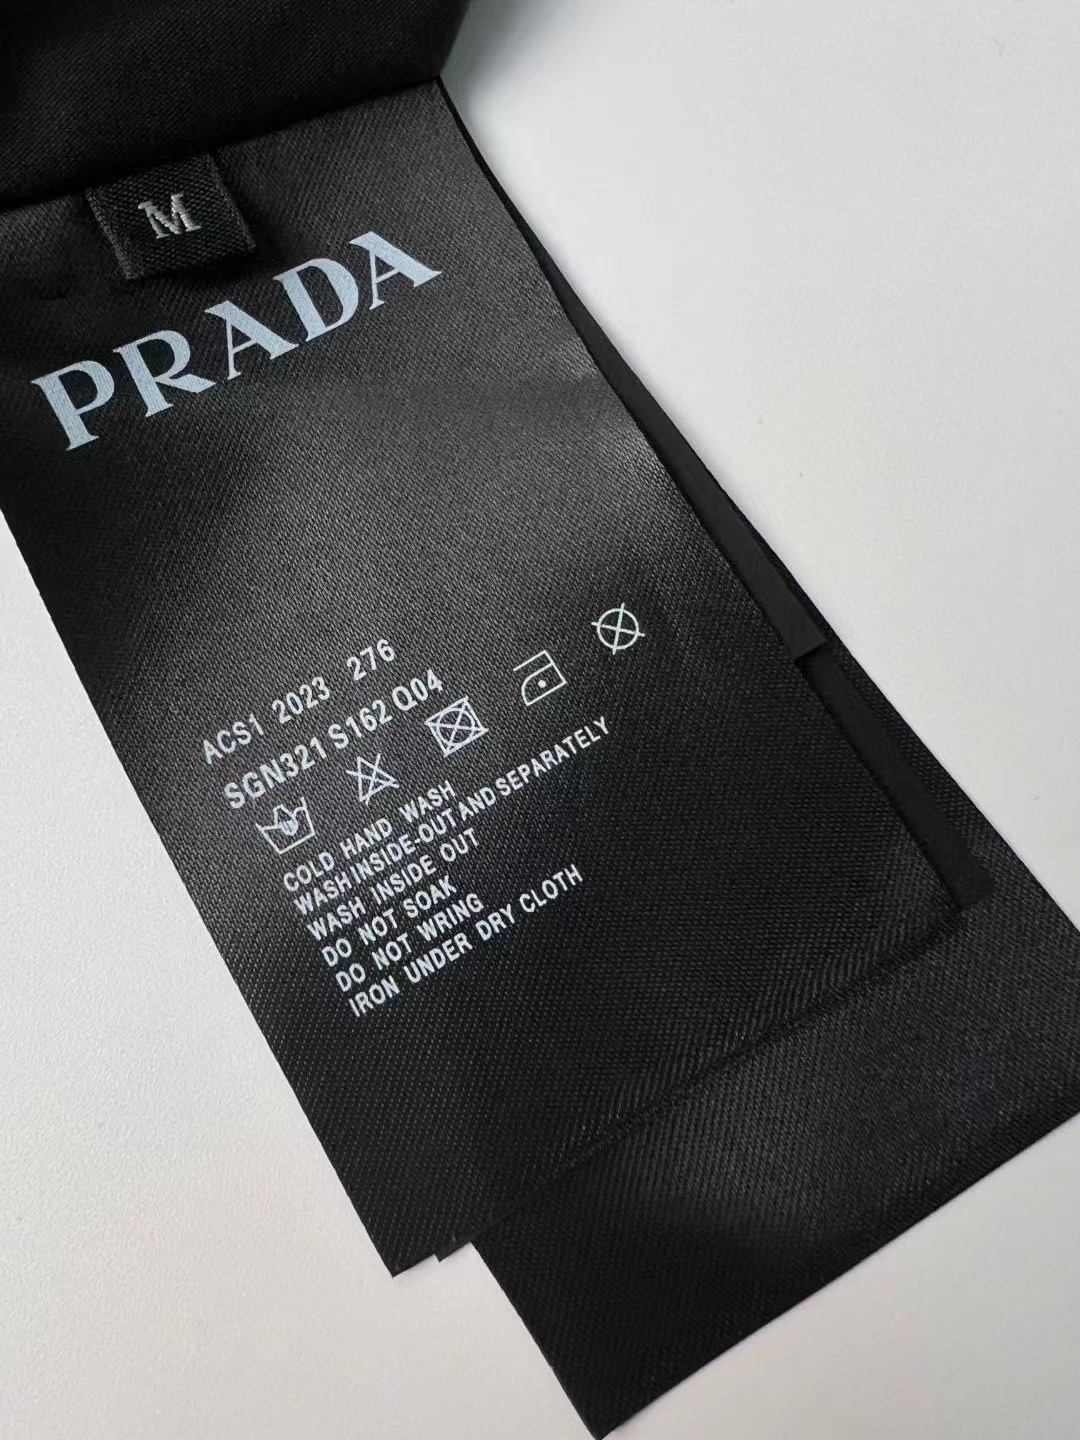 M
PRADA
ACS1 2023 276
SGN321 S162 Q04
COLD HAND WASH
WASH INSIDE-OUT AND SEPARATELY
WASH INSIDE OUT
DO NOT SOAK
DO NOT WRING
IRON UNDER DRY CLOTH